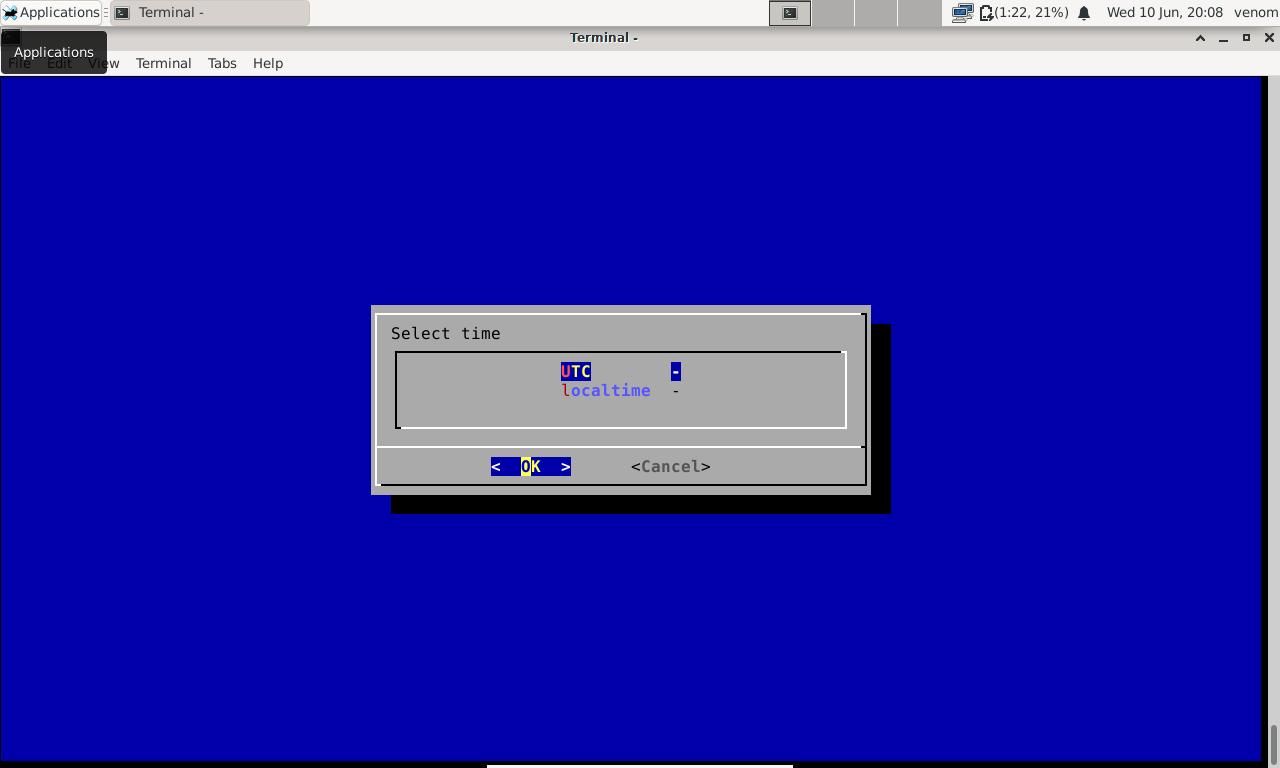 Applications
Terminal -
(1:22, 21%)
Wed 10 Jun, 20:08
venom
Terminal -
Applications
File Edit View Terminal Tabs Help
Select time
UTC -
localtime -
< OK > <Cancel>